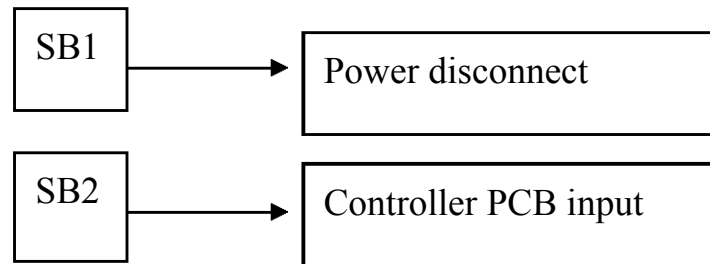 SB1
Power disconnect
SB2
Controller PCB input